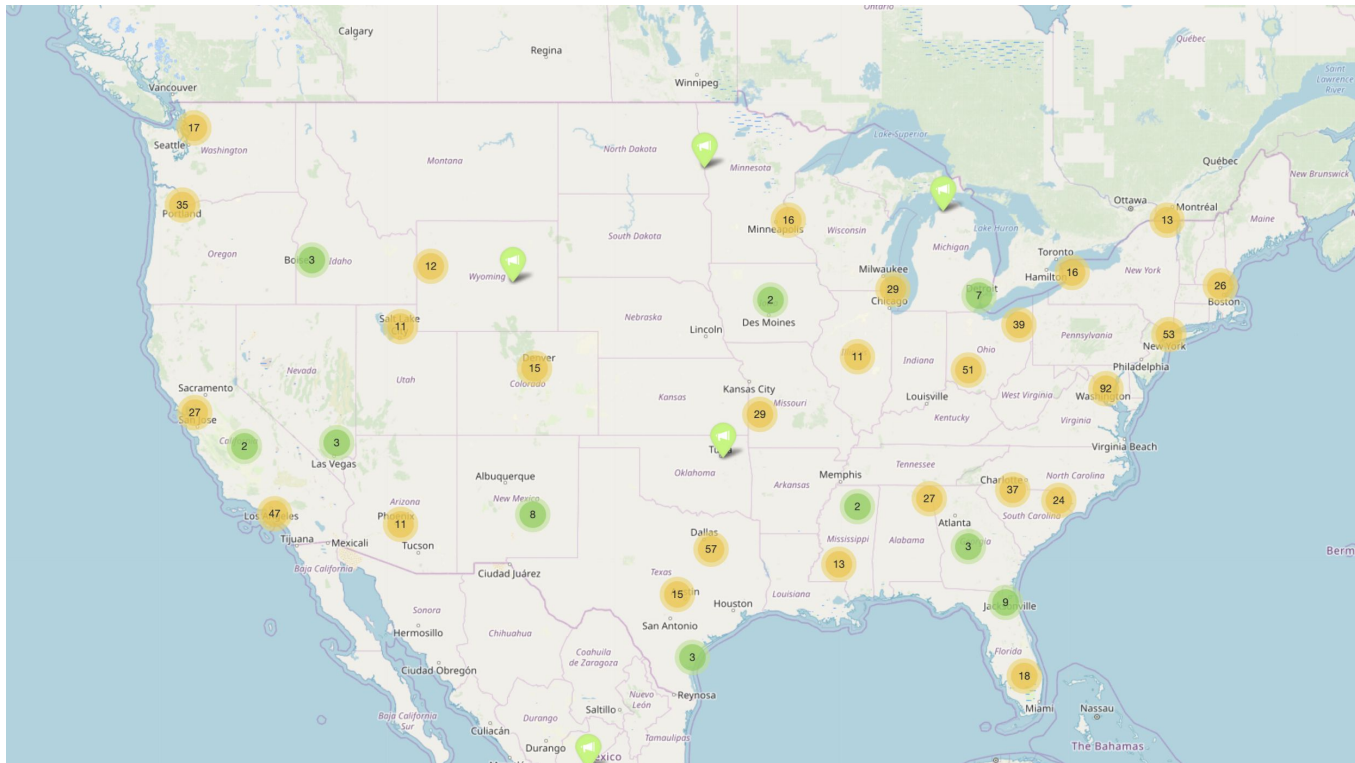 Ontario
Calgary
Regina
Québec
Winnipeg
Saint Lawrence River
Vancouver
17
Seattle
Washington
Lake Superior
North Dakota
Minnesota
Montana
Québec
New Brunswick
35
Portland
Ottawa
Montréal
13
Maine
16
Minneapolis
Wisconsin
Lake Huron
South Dakota
Michigan
Oregon
3
Idaho
12
Wyoming
Toronto
Hamilton
16
New York
Milwaukee
29
Chicago
Detroit
7
26
Boston
2
Des Moines
Nebraska
Lincoln
Salt Lake
11
39
53
New York
Pennsylvania
Philadelphia
Ohio
Indiana
11
51
Nevada
Utah
Denver
15
Colorado
Sacramento
27
San Jose
Kansas City
Kansas
29
Missouri
Louisville
Kentucky
West Virginia
92
Washington
Virginia
2
3
Las Vegas
Oklahoma
Virginia Beach
Albuquerque
New Mexico
8
Arizona
Phoenix
11
Tucson
Memphis
Arkansas
Tennessee
27
Charlotte
37
North Carolina
24
South Carolina
47
Los Angeles
Tijuana
Mexicali
Baja California
2
Mississippi
Alabama
Atlanta
3
Dallas
57
13
Ciudad Juárez
Texas
15
Louisiana
Houston
San Antonio
9
Jacksonville
Sonora
Hermosillo
Chihuahua
Coahuila
de Zaragoza
3
Florida
18
Ciudad Obregón
Reynosa
Nuevo
León
Saltillo
Miami
Nassau
Baja California
Sur
Culiacán
Durango
Durango
Tamaulipas
The Bahamas